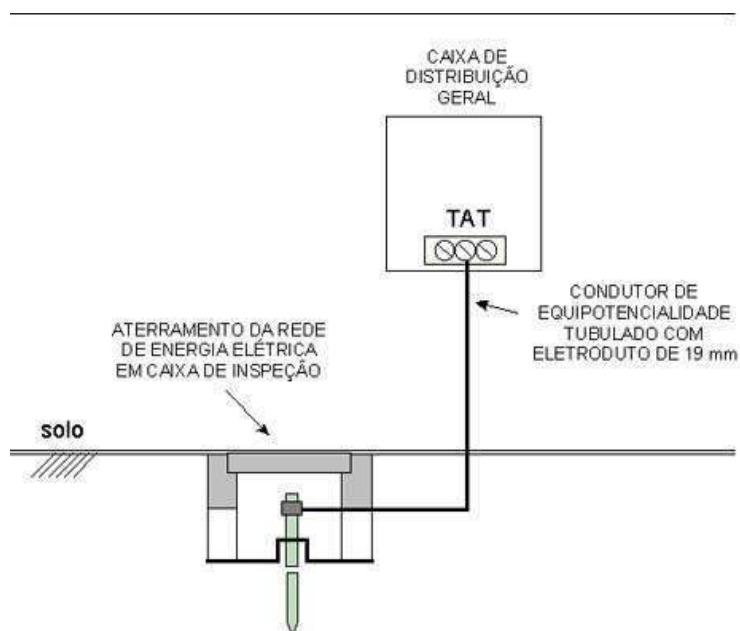 CAIXA DE
DISTRIBUIÇÃO
GERAL
TAT
CONDUTOR DE
EQUIPOTENCIALIDADE
TUBULADO COM
ELETRODUTO DE 19 mm
ATERRAMENTO DA REDE
DE ENERGIA ELÉTRICA
EM CAIXA DE INSPEÇÃO
solo